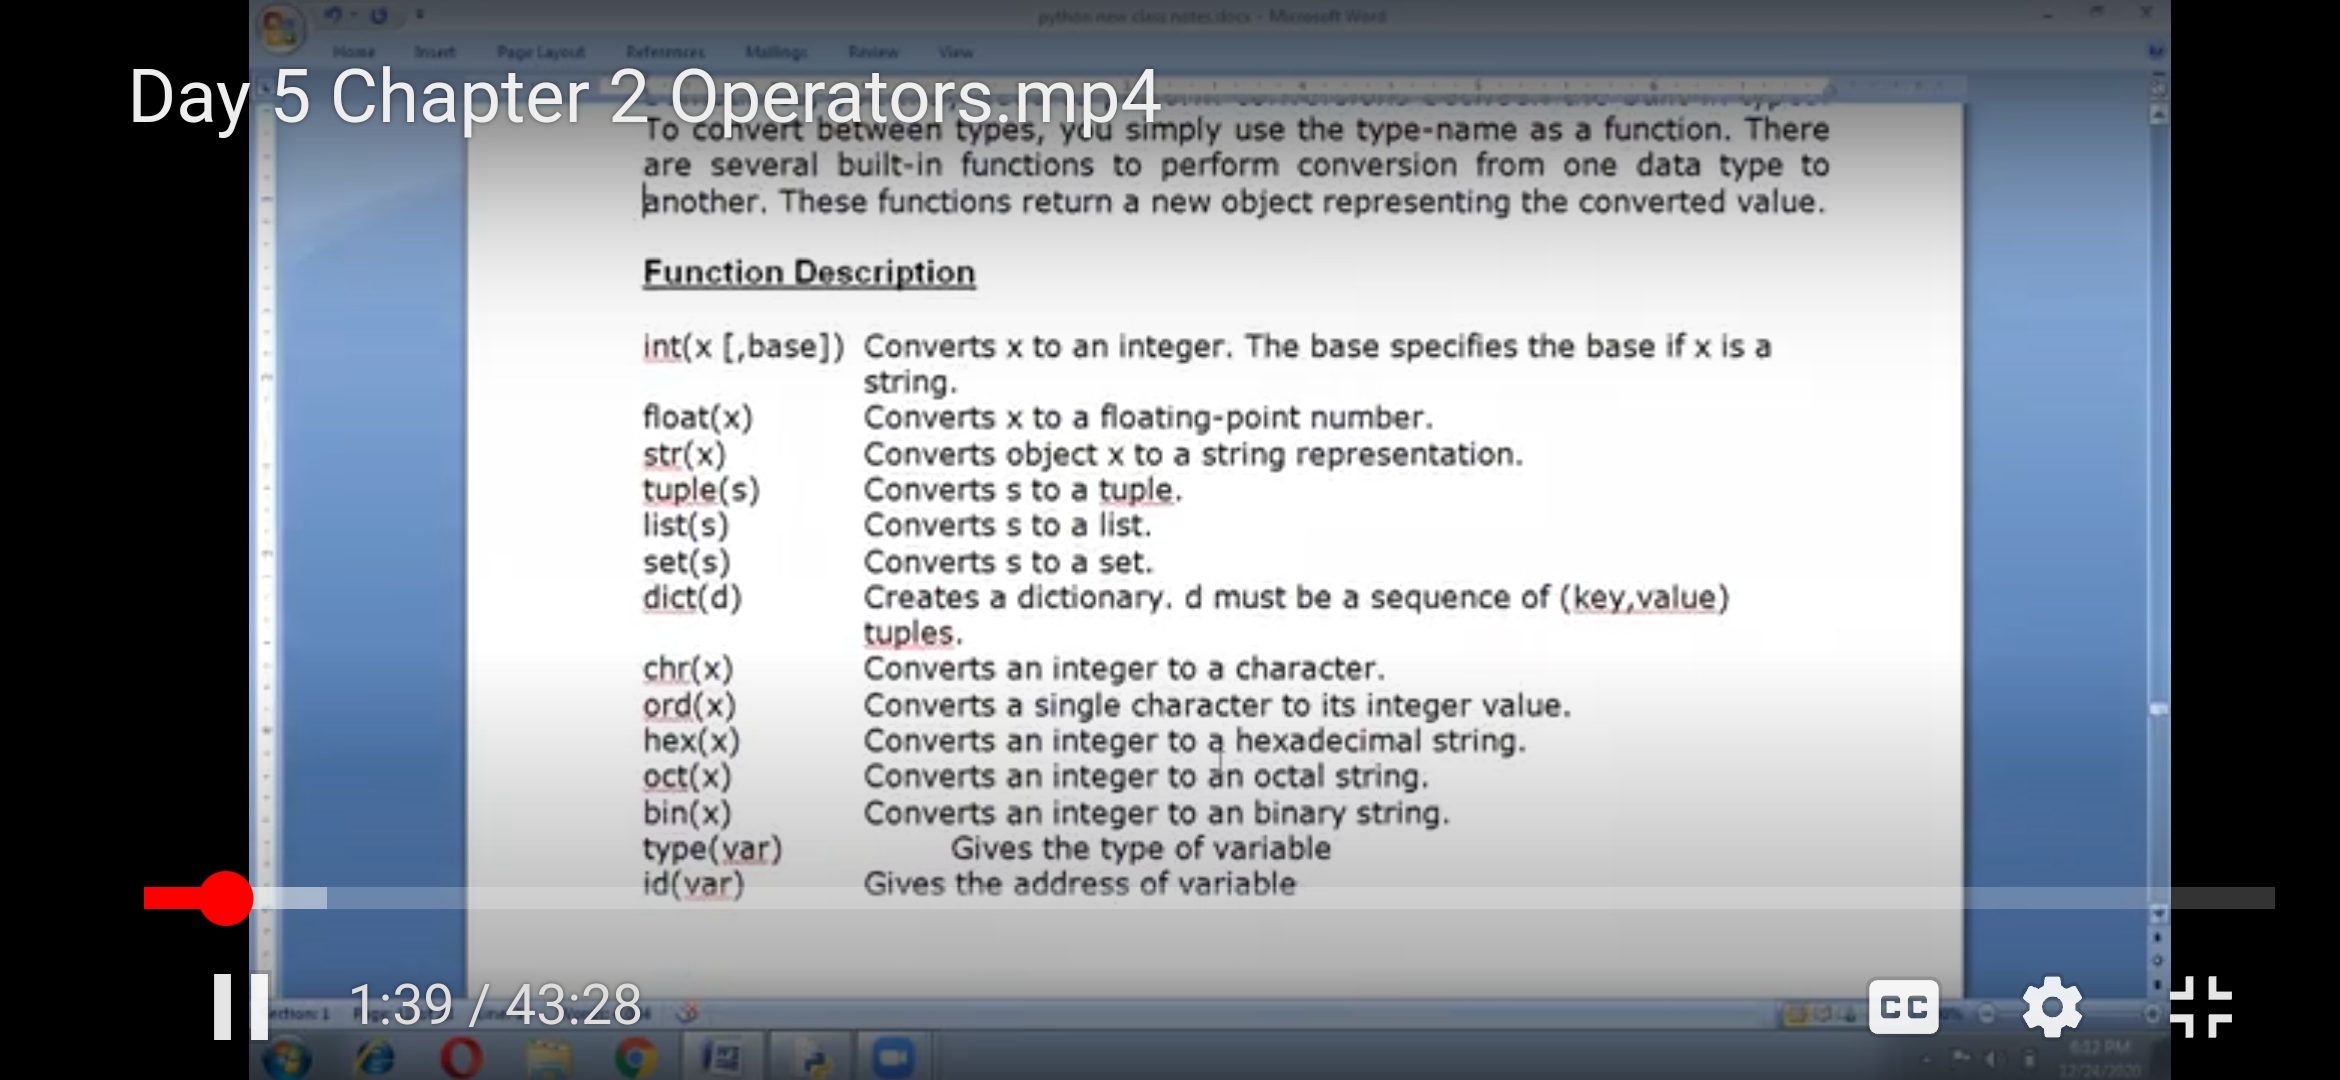 python new class notes.docx - Microsoft Word
Home Insert Page Layout References Mailings Review View
Day 5 Chapter 2 Operators.mp4
To convert between types, you simply use the type-name as a function. There
are several built-in functions to perform conversion from one data type to
another. These functions return a new object representing the converted value.
Function Description
int(x [,base]) Converts x to an integer. The base specifies the base if x is a
string.
float(x) Converts x to a floating-point number.
str(x) Converts object x to a string representation.
tuple(s) Converts s to a tuple.
list(s) Converts s to a list.
set(s) Converts s to a set.
dict(d) Creates a dictionary. d must be a sequence of (key,value)
tuples.
chr(x) Converts an integer to a character.
ord(x) Converts a single character to its integer value.
hex(x) Converts an integer to a hexadecimal string.
oct(x) Converts an integer to an octal string.
bin(x) Converts an integer to an binary string.
type(var) Gives the type of variable
id(var) Gives the address of variable
1:39 / 43:28
CC
6:12 PM
12/24/2020